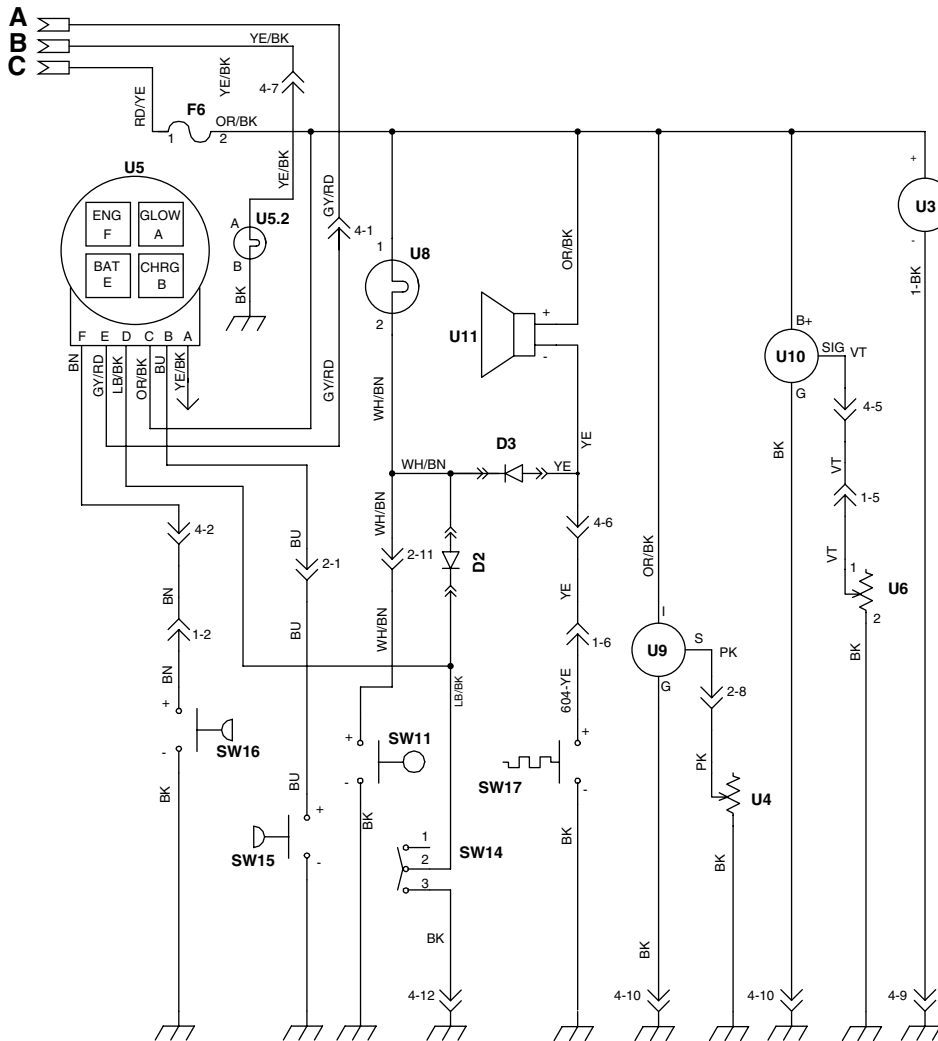 A
B
C
YE/BK
YE/BK
4-7
RD/YE
F6
1
2
OR/BK
YE/BK
GY/RD
4-1
U5
ENG
F
GLOW
A
BAT
E
CHRG
B
F E D C B A
BN
GY/RD
LB/BK
OR/BK
BU
YE/BK
A
U5.2
B
BK
GY/RD
1
U8
2
WH/BN
OR/BK
U11
+
-
YE
+
U3
-
1-BK
B+
U10
SIG
VT
G
4-5
BK
VT
1-5
VT
1
U6
2
BK
WH/BN
D3
YE
WH/BN
2-11
D2
4-6
YE
1-6
604-YE
4-2
BN
1-2
BN
BU
2-1
BU
WH/BN
LB/BK
OR/BK
I
U9
S
PK
G
2-8
PK
U4
BK
+
-
SW16
BK
BU
+
SW15
-
+
SW11
-
BK
1
2
3
SW14
BK
+
SW17
-
BK
BK
4-12
4-10
4-10
4-9